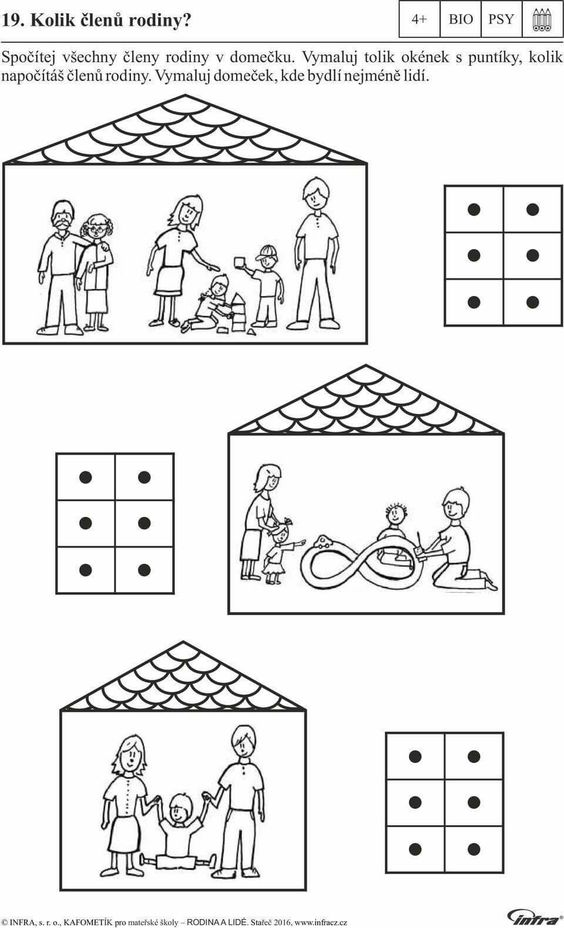 19. Kolik členů rodiny?
4+ BIO PSY
Spočítej všechny členy rodiny v domečku. Vymaluj tolik okének s puntíky, kolik
napočítáš členů rodiny. Vymaluj domeček, kde bydlí nejméně lidí.
© INFRA, s. r. o., KAFOMETÍK pro mateřské školy – RODINA A LIDÉ. Stařeč 2016, www.infracz.cz
infra